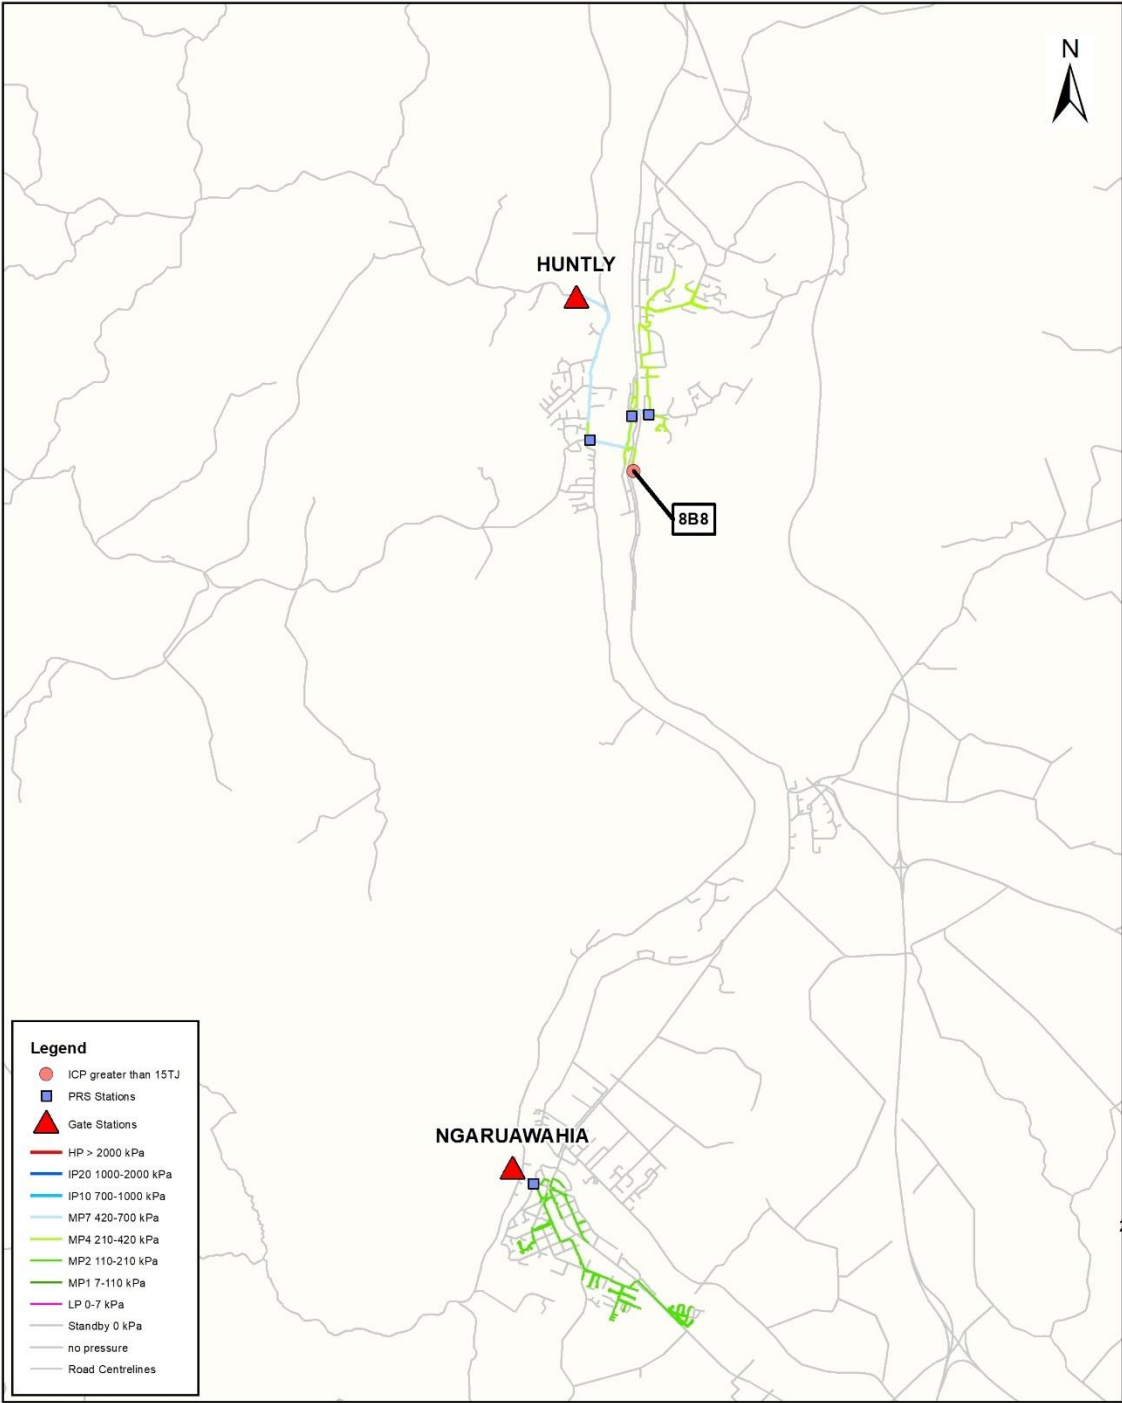 N
HUNTLY
8B8
NGARUAWAHIA
Legend
ICP greater than 15TJ
PRS Stations
Gate Stations
HP > 2000 kPa
IP20 1000-2000 kPa
IP10 700-1000 kPa
MP7 420-700 kPa
MP4 210-420 kPa
MP2 110-210 kPa
MP1 7-110 kPa
LP 0-7 kPa
Standby 0 kPa
no pressure
Road Centrelines